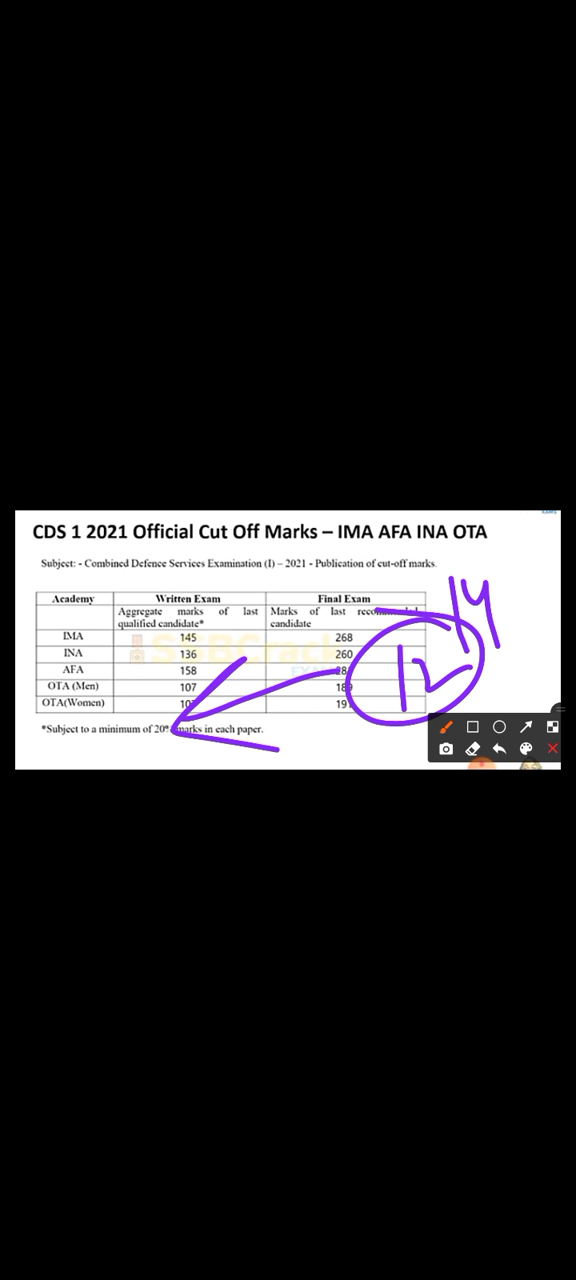 CDS 1 2021 Official Cut Off Marks – IMA AFA INA OTA
Subject: - Combined Defence Services Examination (I) – 2021 - Publication of cut-off marks.
Academy Written Exam Final Exam
Aggregate marks of last qualified candidate* Marks of last candidate
IMA 145 268
INA 136 260
AFA 158
OTA (Men) 107 189
OTA(Women)
*Subject to a minimum of 20% marks in each paper.
SSBCrack
EXAMS
12
14